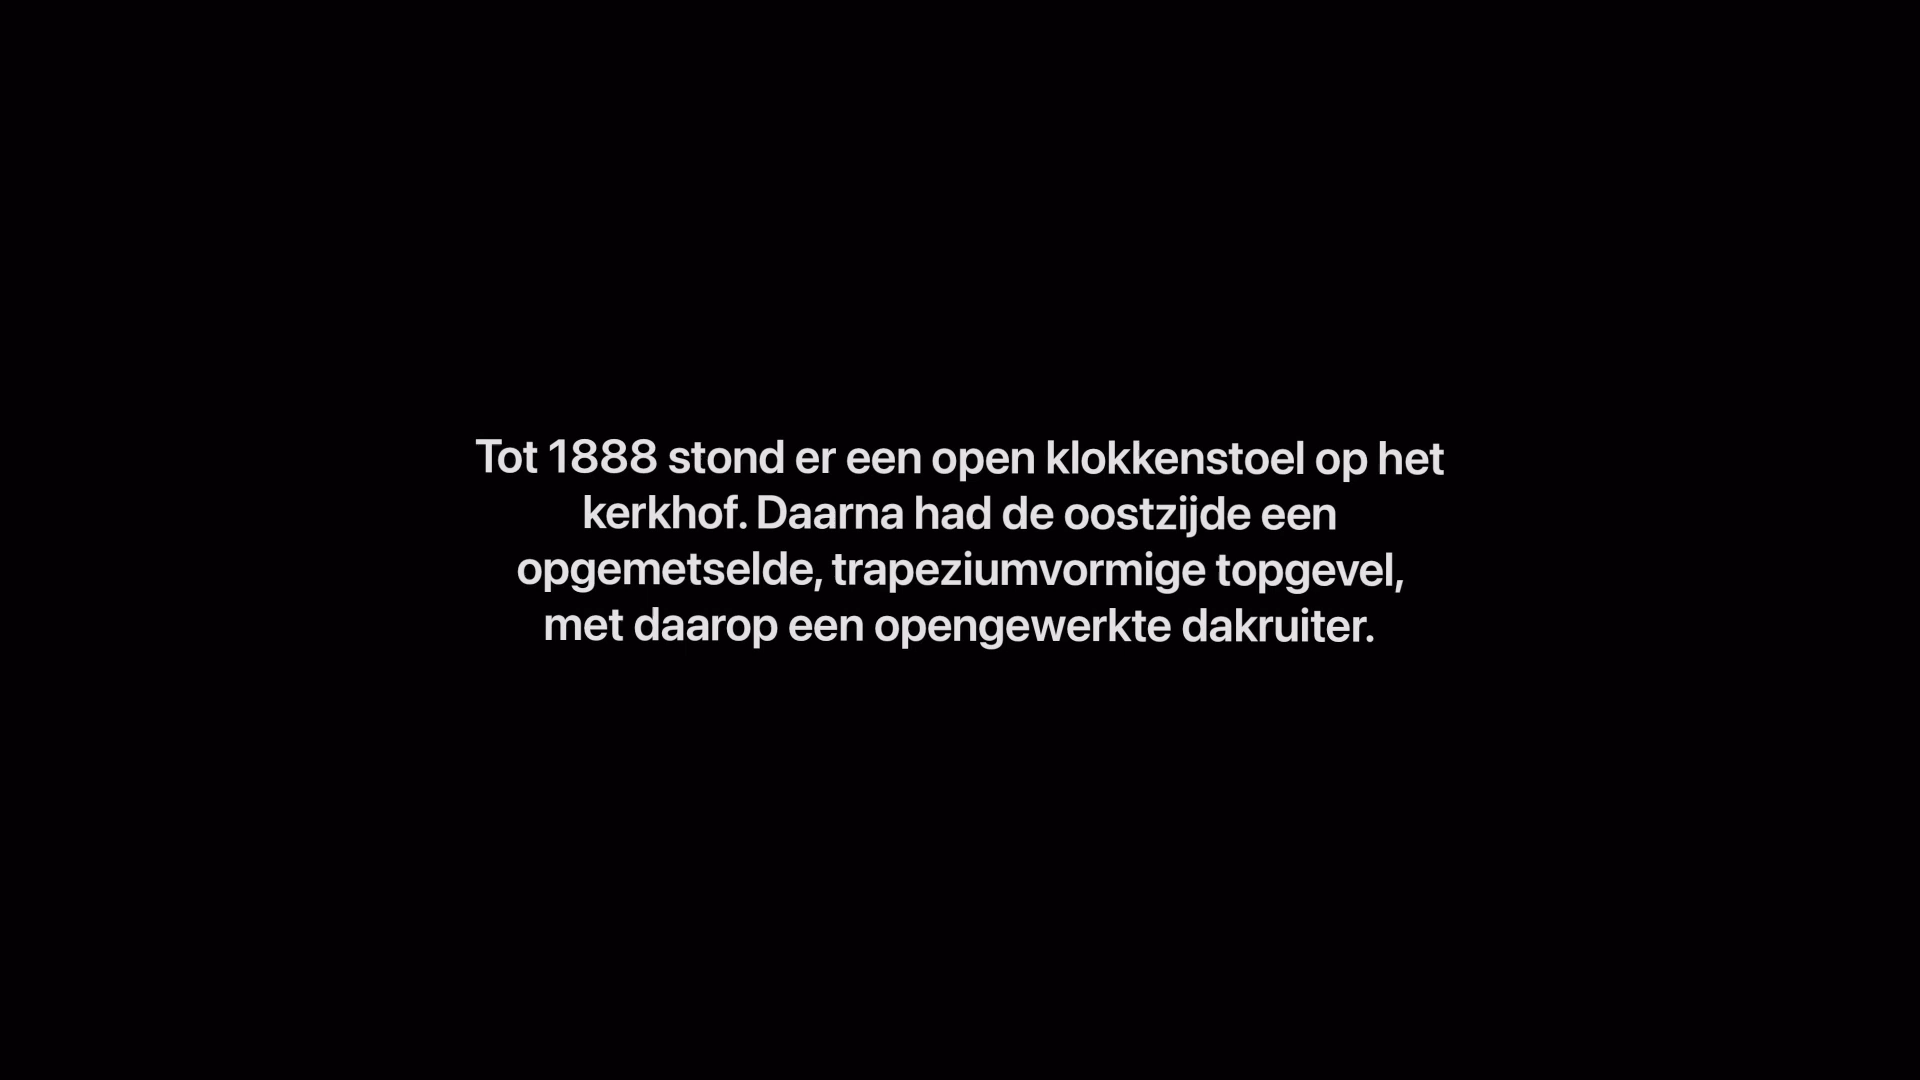 Tot 1888 stond er een open klokkenstoel op het
kerkhof. Daarna had de oostzijde een
opgemetselde, trapeziumvormige topgevel,
met daarop een opengewerkte dakruiter.